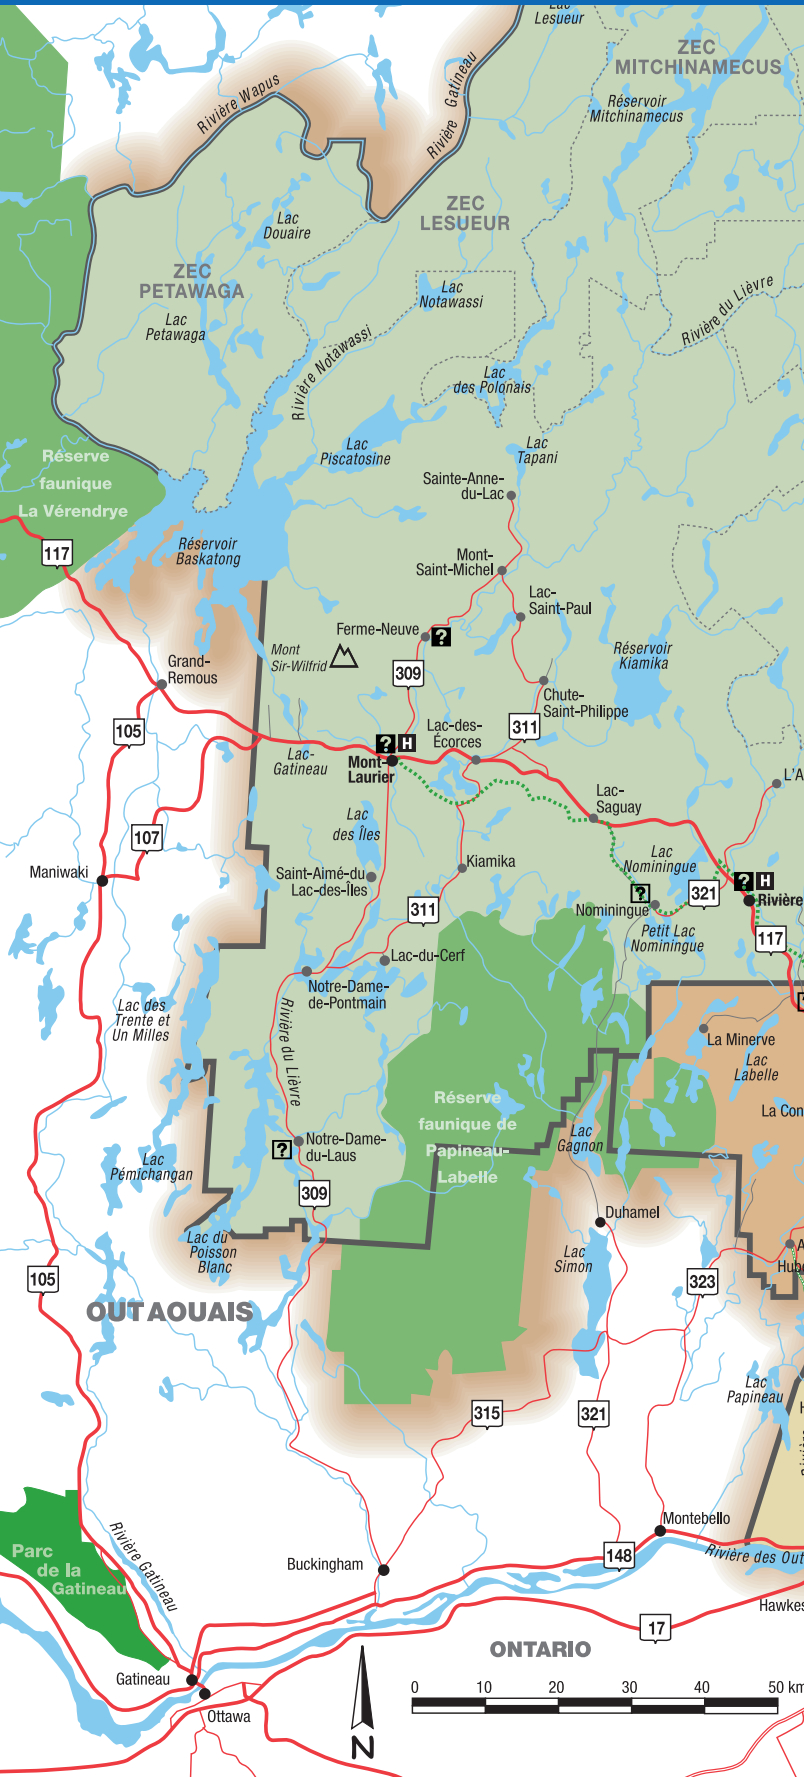 Lac
Lesueur
ZEC
MITCHINAMECUS
Rivière Wapus
Rivière Gatineau
Réservoir
Mitchinamecus
ZEC
LESUEUR
Lac
Douaire
ZEC
PETAWAGA
Lac
Notawassi
Rivière du Lièvre
Lac
Petawaga
Rivière Notawassi
Lac
des Polonais
Lac
Piscatosine
Lac
Tapani
Réserve
faunique
La Vérendrye
Sainte-Anne-
du-Lac
117
Réservoir
Baskatong
Mont-
Saint-Michel
Lac-
Saint-Paul
Ferme-Neuve
?
Mont
Sir-Wilfrid
Réservoir
Kiamika
Grand-
Remous
309
Chute-
Saint-Philippe
105
Lac-des-
Écorces
311
? H
Lac-
Gatineau
Mont-
Laurier
L'A
Lac-
Saguay
Lac
des Îles
107
Lac
Nominingue
Maniwaki
Saint-Aimé-du
Lac-des-Îles
Kiamika
? H
?
321
Rivière
311
Nominingue
Petit Lac
Nominingue
117
Lac-du-Cerf
Notre-Dame-
de-Pontmain
Lac des
Trente et
Un Milles
Rivière du Lièvre
La Minerve
Lac
Labelle
Réserve
faunique de
Papineau-
Labelle
La Con
Lac
Gagnon
?
Notre-Dame-
du-Laus
Lac
Pémichangan
309
Duhamel
Lac du
Poisson
Blanc
Lac
Simon
A
Hube
105
323
OUTAOUAIS
Lac
Papineau
315
321
H
Rivière
Montebello
Parc
de la
Gatineau
Rivière Gatineau
Buckingham
148
Rivière des Out
Hawkes
17
ONTARIO
Gatineau
Ottawa
0 10 20 30 40 50 km
N